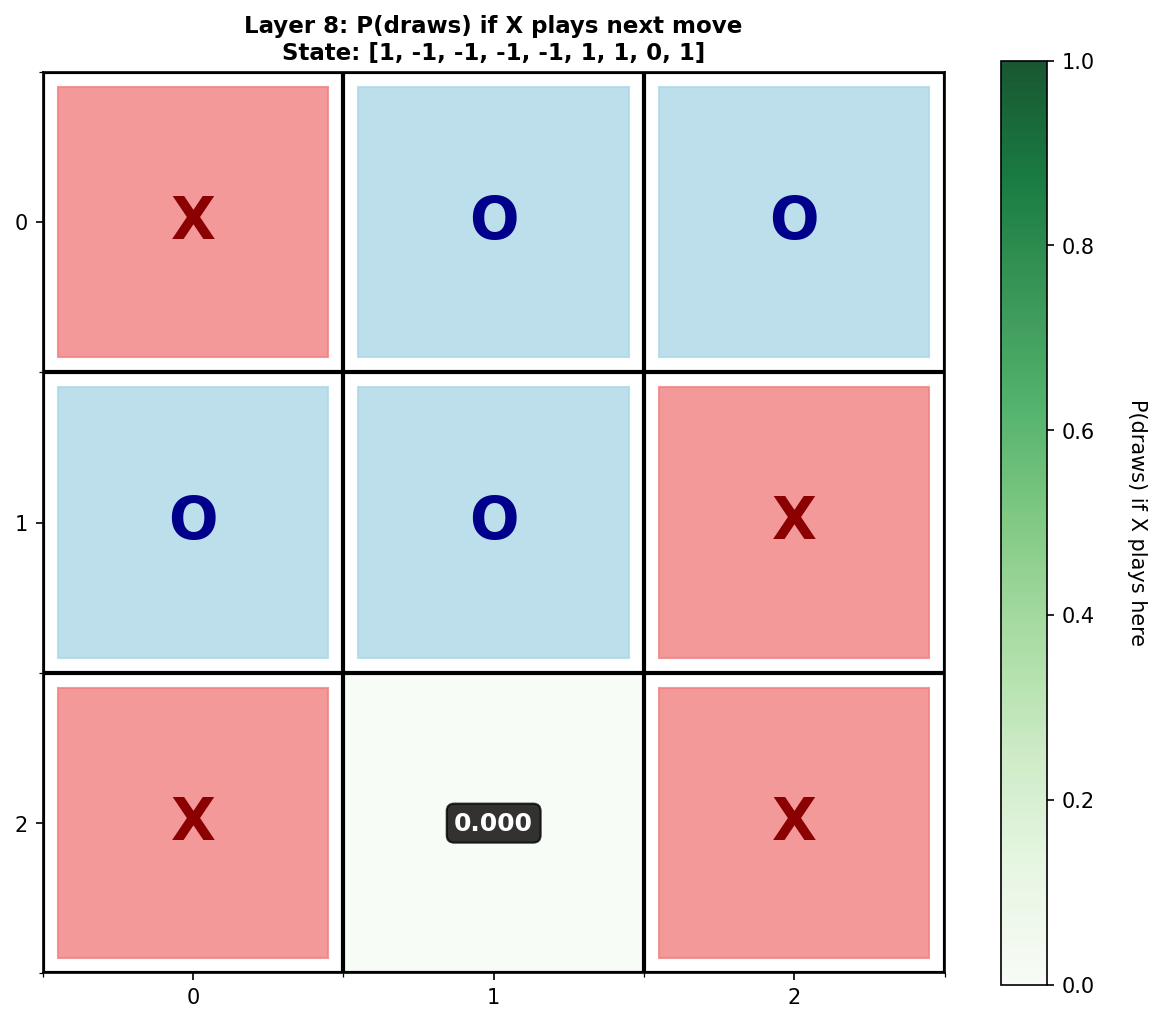 Layer 8: P(draws) if X plays next move
State: [1, -1, -1, -1, -1, 1, 1, 0, 1]
X O O
O O X
X 0.000 X
0
1
2
0 1 2
1.0
0.8
0.6
0.4
0.2
0.0
P(draws) if X plays here